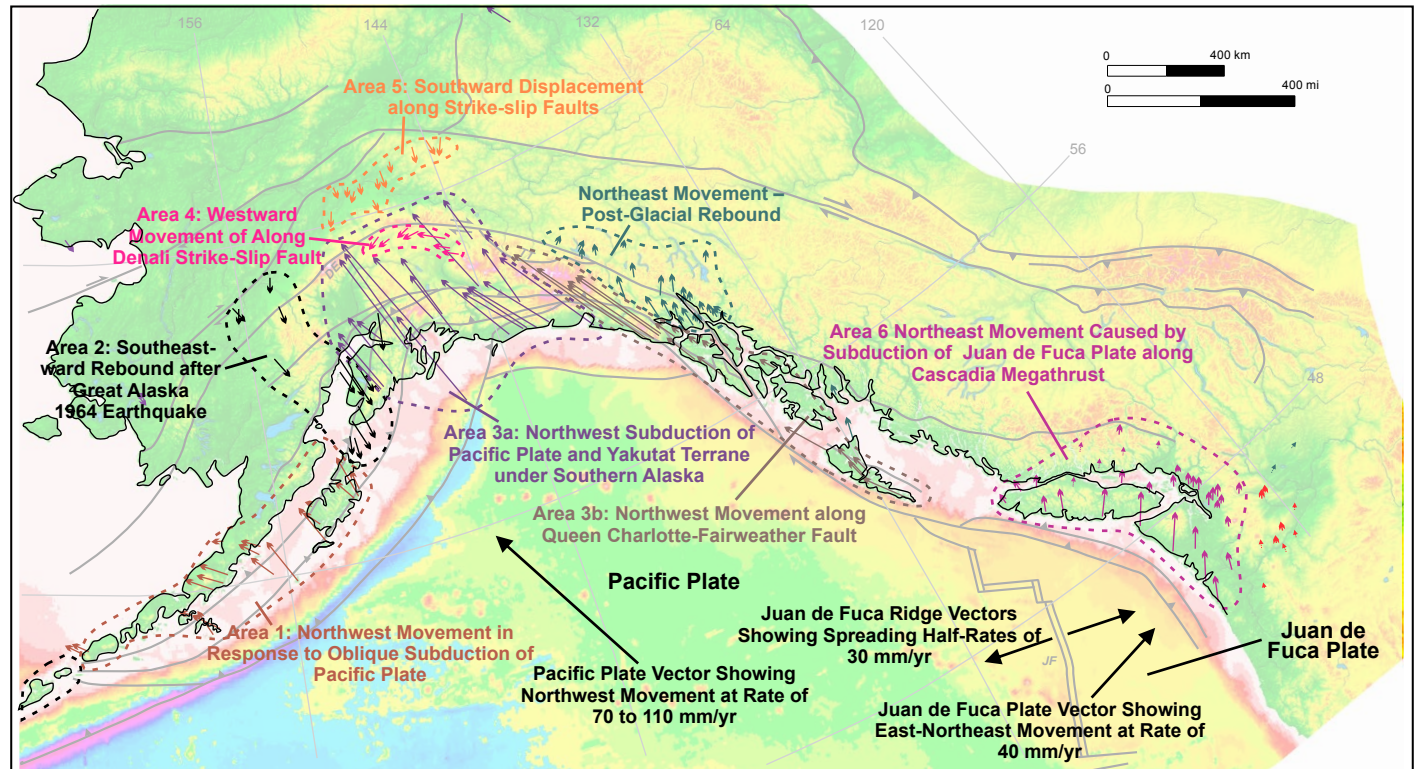 156
144
132
64
120
0 400 km
0 400 mi
Area 5: Southward Displacement
along Strike-slip Faults
56
Northeast Movement –
Post-Glacial Rebound
Area 4: Westward
Movement of Along
Denali Strike-Slip Fault
Area 2: Southeast-
ward Rebound after
Great Alaska
1964 Earthquake
Area 6 Northeast Movement Caused by
Subduction of Juan de Fuca Plate along
Cascadia Megathrust
48
Area 3a: Northwest Subduction of
Pacific Plate and Yakutat Terrane
under Southern Alaska
Area 3b: Northwest Movement along
Queen Charlotte-Fairweather Fault
Pacific Plate
Area 1: Northwest Movement in
Response to Oblique Subduction of
Pacific Plate
Pacific Plate Vector Showing
Northwest Movement at Rate of
70 to 110 mm/yr
Juan de Fuca Ridge Vectors
Showing Spreading Half-Rates of
30 mm/yr
JF
Juan de
Fuca Plate
Juan de Fuca Plate Vector Showing
East-Northeast Movement at Rate of
40 mm/yr